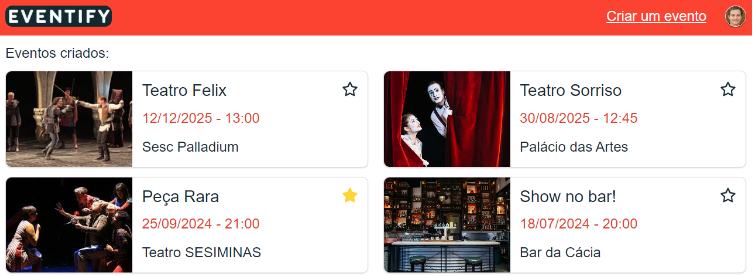 EVENTIFY
Criar um evento
Eventos criados:
Teatro Felix
12/12/2025 - 13:00
Sesc Palladium
Teatro Sorriso
30/08/2025 - 12:45
Palácio das Artes
Peça Rara
25/09/2024 - 21:00
Teatro SESIMINAS
Show no bar!
18/07/2024 - 20:00
Bar da Cácia